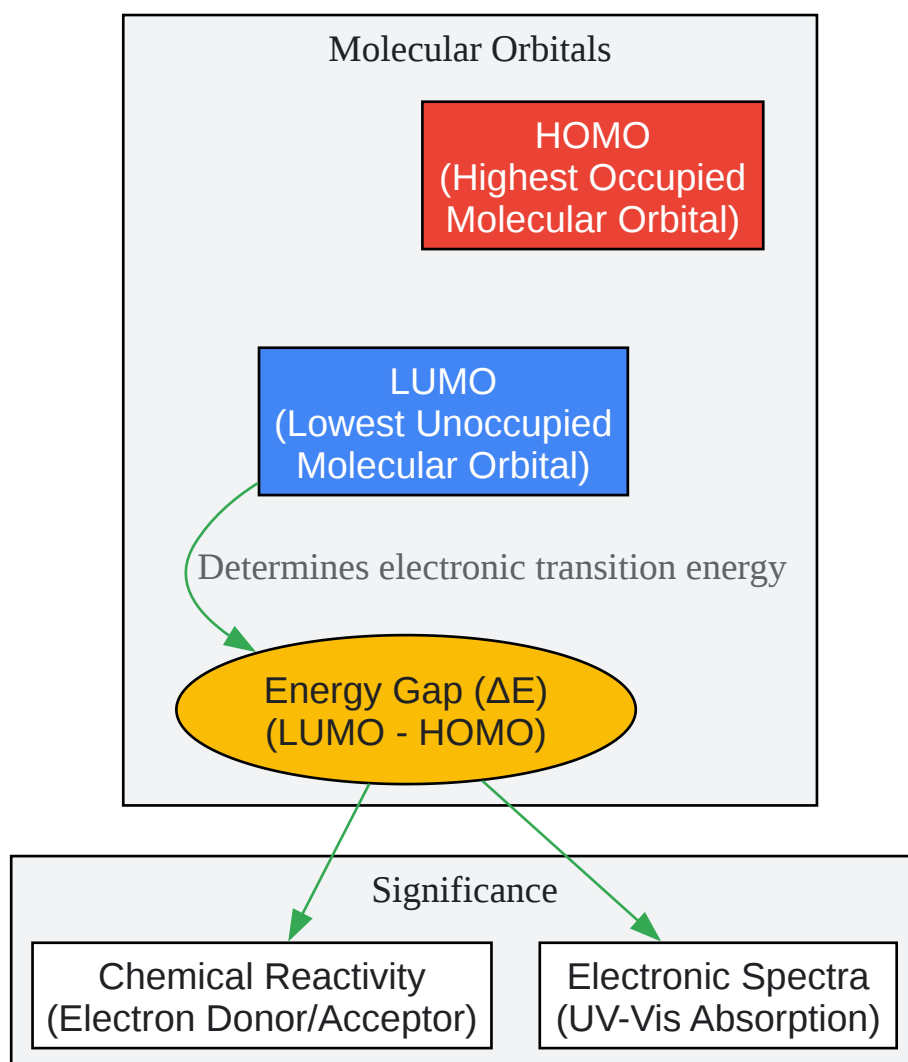 Molecular Orbitals
HOMO
(Highest Occupied
Molecular Orbital)
LUMO
(Lowest Unoccupied
Molecular Orbital)
Determines electronic transition energy
Energy Gap (ΔE)
(LUMO - HOMO)
Significance
Chemical Reactivity
(Electron Donor/Acceptor)
Electronic Spectra
(UV-Vis Absorption)